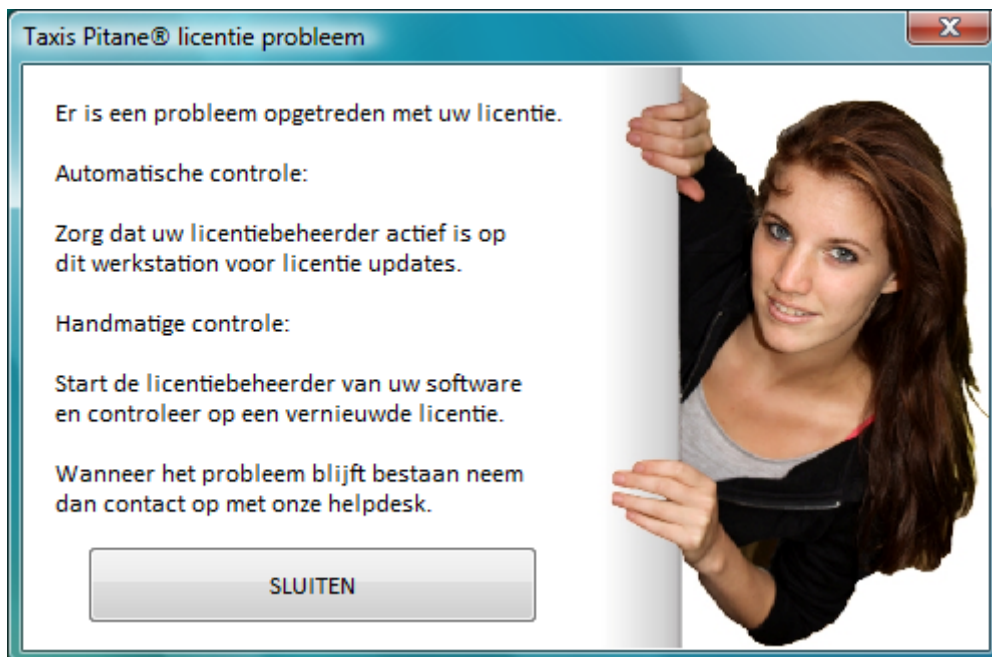 Taxis Pitane® licentie probleem
Er is een probleem opgetreden met uw licentie.
Automatische controle:
Zorg dat uw licentiebeheerder actief is op
dit werkstation voor licentie updates.
Handmatige controle:
Start de licentiebeheerder van uw software
en controleer op een vernieuwde licentie.
Wanneer het probleem blijft bestaan neem
dan contact op met onze helpdesk.
SLUITEN